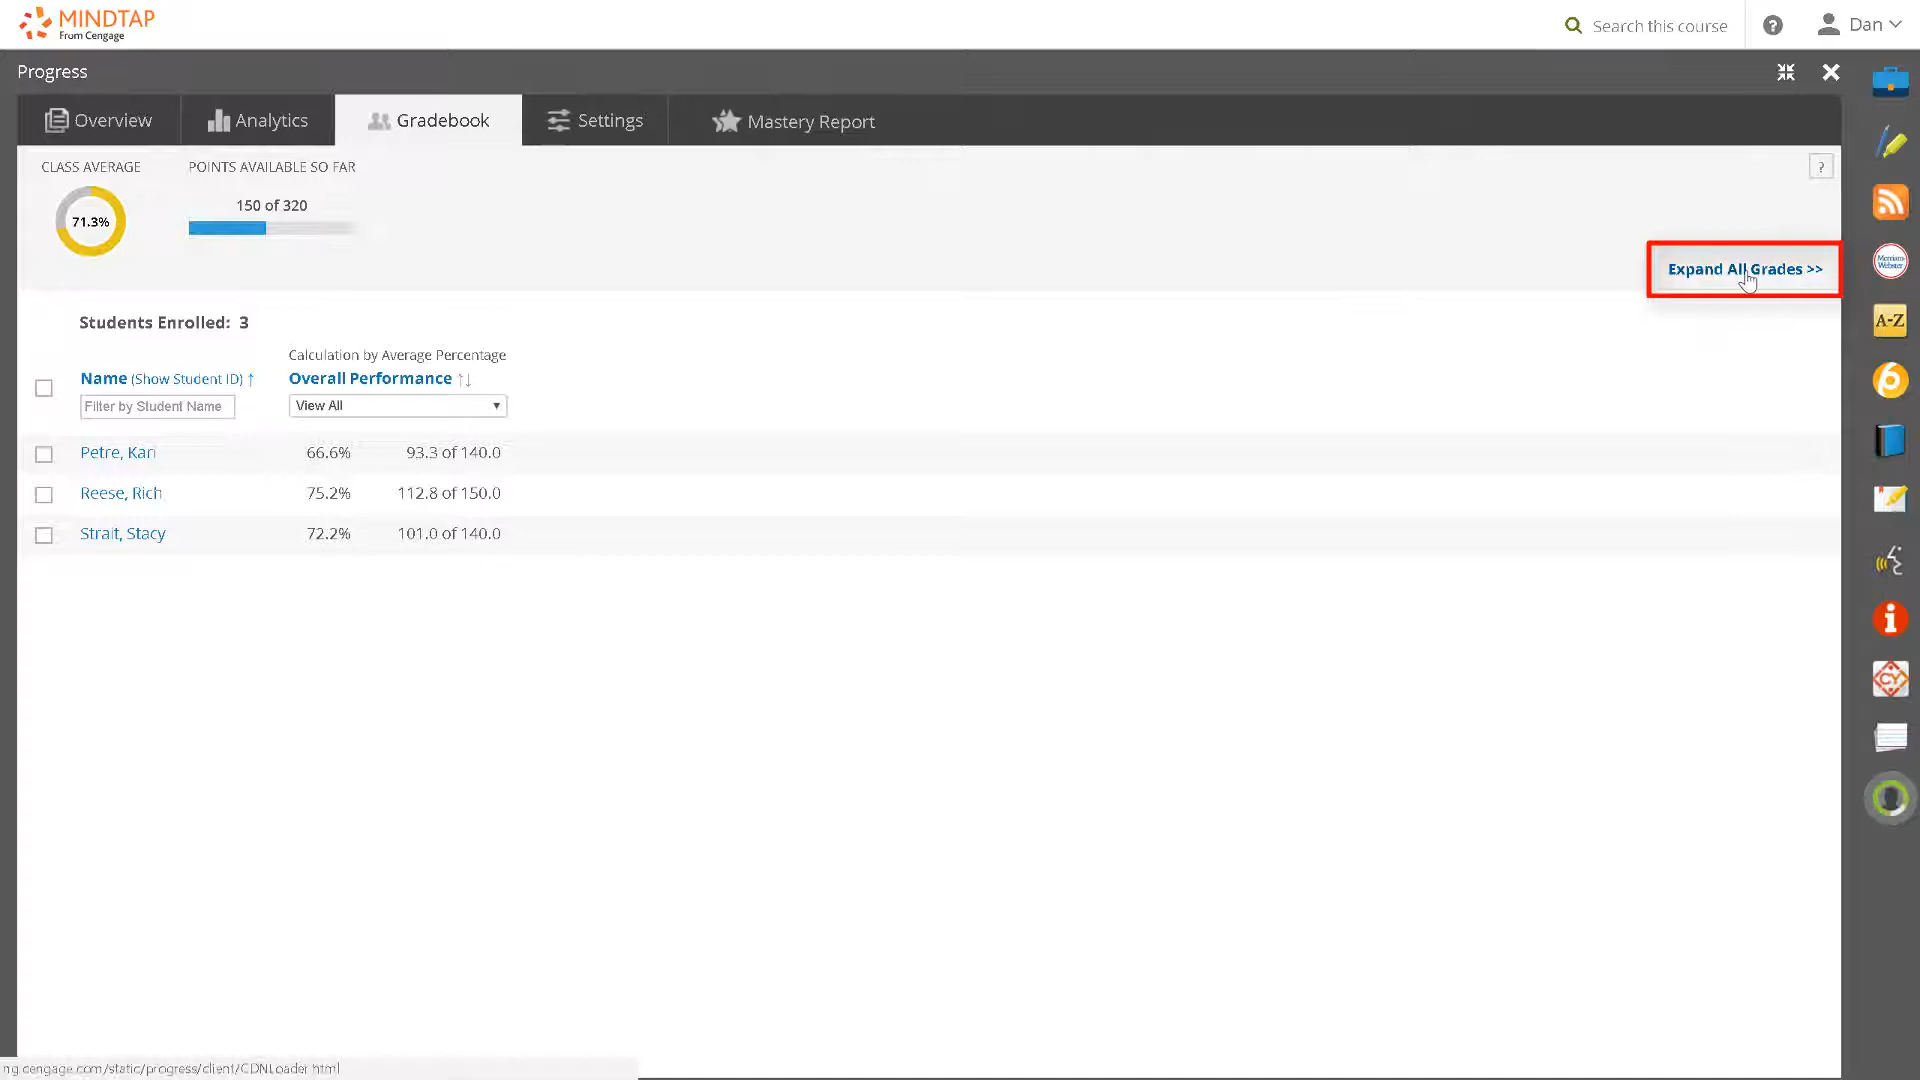 MINDTAP
From Cengage
Search this course
?
Dan
Progress
Overview
Analytics
Gradebook
Settings
Mastery Report
CLASS AVERAGE
POINTS AVAILABLE SO FAR
?
71.3%
150 of 320
Expand All Grades >>
Merriam-
Webster
A-Z
Students Enrolled: 3
Calculation by Average Percentage
Name (Show Student ID) ↑
Overall Performance ↑↓
Filter by Student Name
View All
Petre, Kari 66.6% 93.3 of 140.0
Reese, Rich 75.2% 112.8 of 150.0
Strait, Stacy 72.2% 101.0 of 140.0
i
CY
ng.cengage.com/static/progress/client/CDNLoader.html